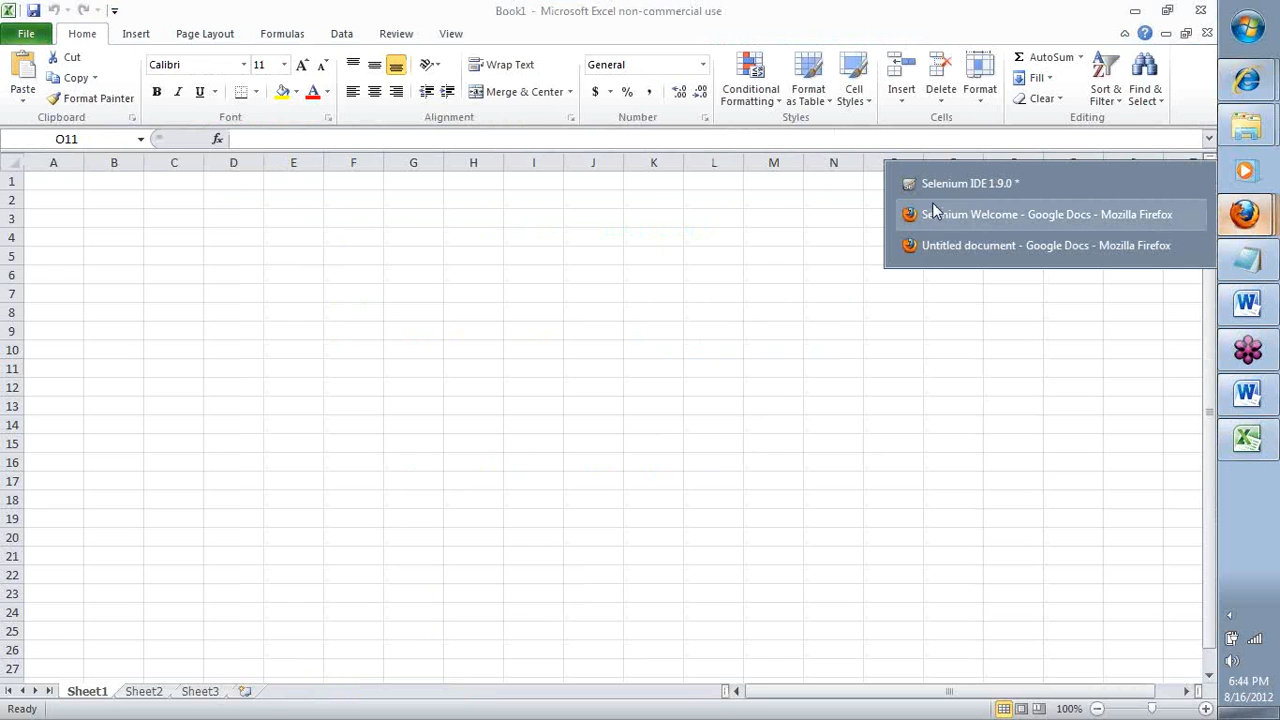 Book1 - Microsoft Excel non-commercial use
File Home Insert Page Layout Formulas Data Review View
Paste
Cut
Copy
Format Painter
Clipboard
Calibri 11
B I U
Font
Wrap Text
Merge & Center
Alignment
General
$ % ,
Number
Conditional Formatting
Format as Table
Cell Styles
Styles
Insert Delete Format
Cells
AutoSum
Fill
Clear
Sort & Filter
Find & Select
Editing
O11 fx
A B C D E F G H I J K L M N
1
2
3
4
5
6
7
8
9
10
11
12
13
14
15
16
17
18
19
20
21
22
23
24
25
26
27
Selenium IDE 1.9.0 *
Selenium Welcome - Google Docs - Mozilla Firefox
Untitled document - Google Docs - Mozilla Firefox
Sheet1 Sheet2 Sheet3
Ready 100%
6:44 PM
8/16/2012